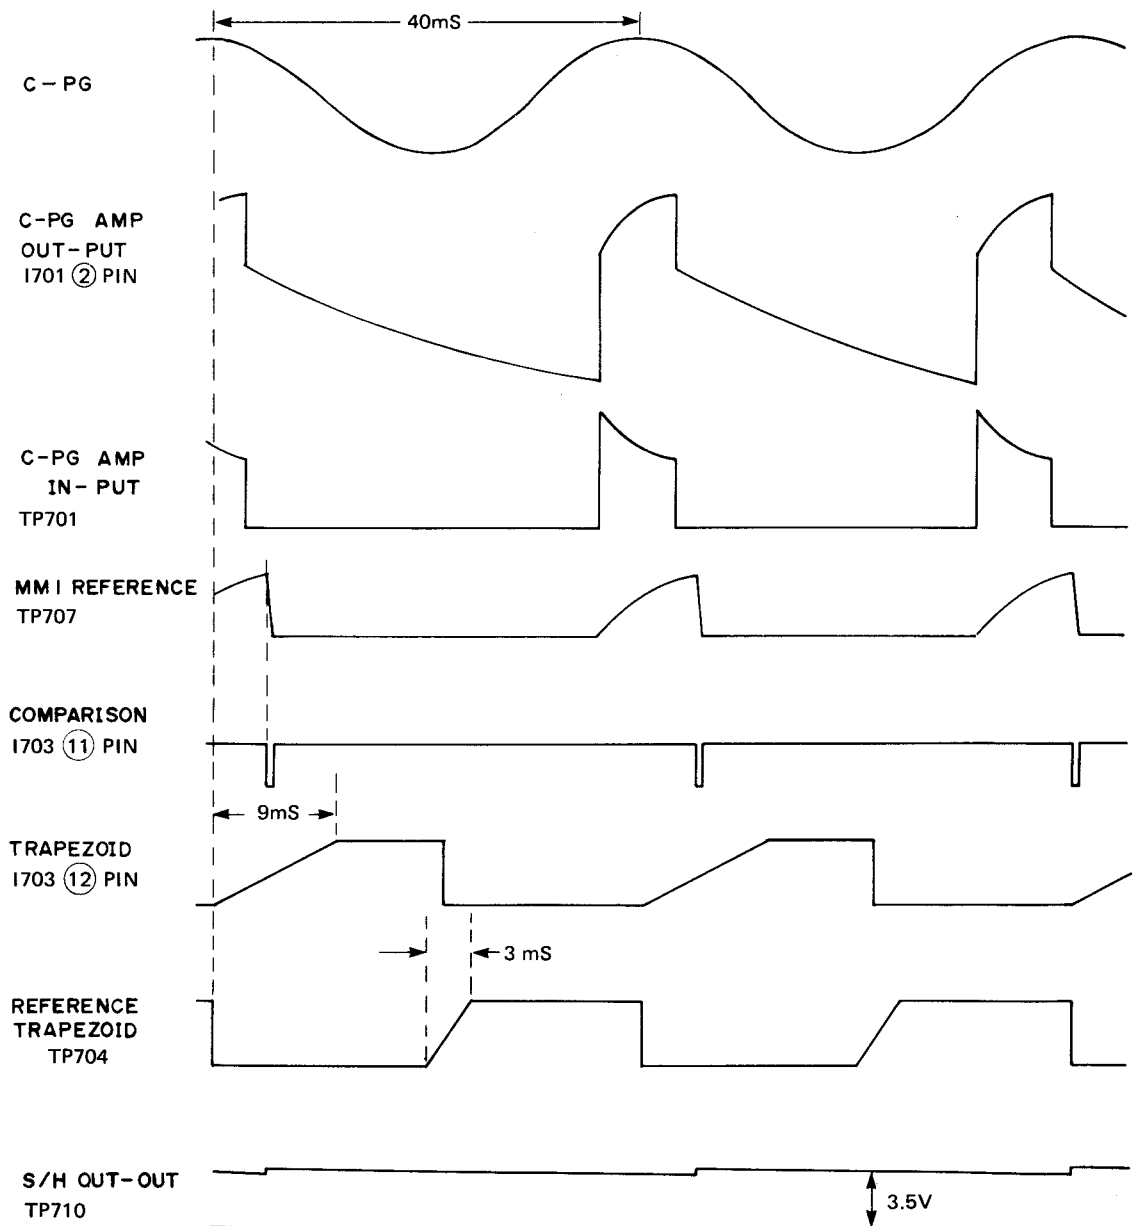 40mS
C-PG
C-PG AMP
OUT-PUT
I701 ② PIN
C-PG AMP
IN-PUT
TP701
MMI REFERENCE
TP707
COMPARISON
I703 ⑪ PIN
9mS
TRAPEZOID
I703 ⑫ PIN
3 mS
REFERENCE
TRAPEZOID
TP704
S/H OUT-OUT
TP710
3.5V